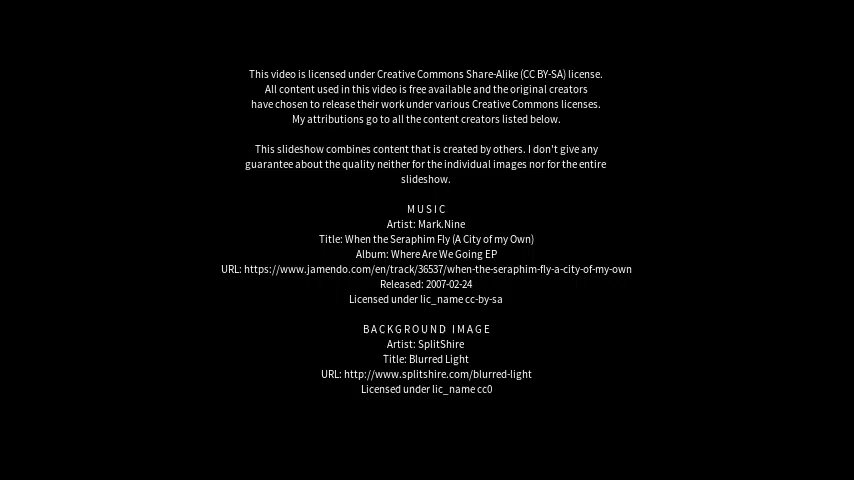 This video is licensed under Creative Commons Share-Alike (CC BY-SA) license.
All content used in this video is free available and the original creators
have chosen to release their work under various Creative Commons licenses.
My attributions go to all the content creators listed below.
This slideshow combines content that is created by others. I don't give any
guarantee about the quality neither for the individual images nor for the entire
slideshow.
MUSIC
Artist: Mark.Nine
Title: When the Seraphim Fly (A City of my Own)
Album: Where Are We Going EP
URL: https://www.jamendo.com/en/track/36537/when-the-seraphim-fly-a-city-of-my-own
Released: 2007-02-24
Licensed under lic_name cc-by-sa
BACKGROUND IMAGE
Artist: SplitShire
Title: Blurred Light
URL: http://www.splitshire.com/blurred-light
Licensed under lic_name cc0